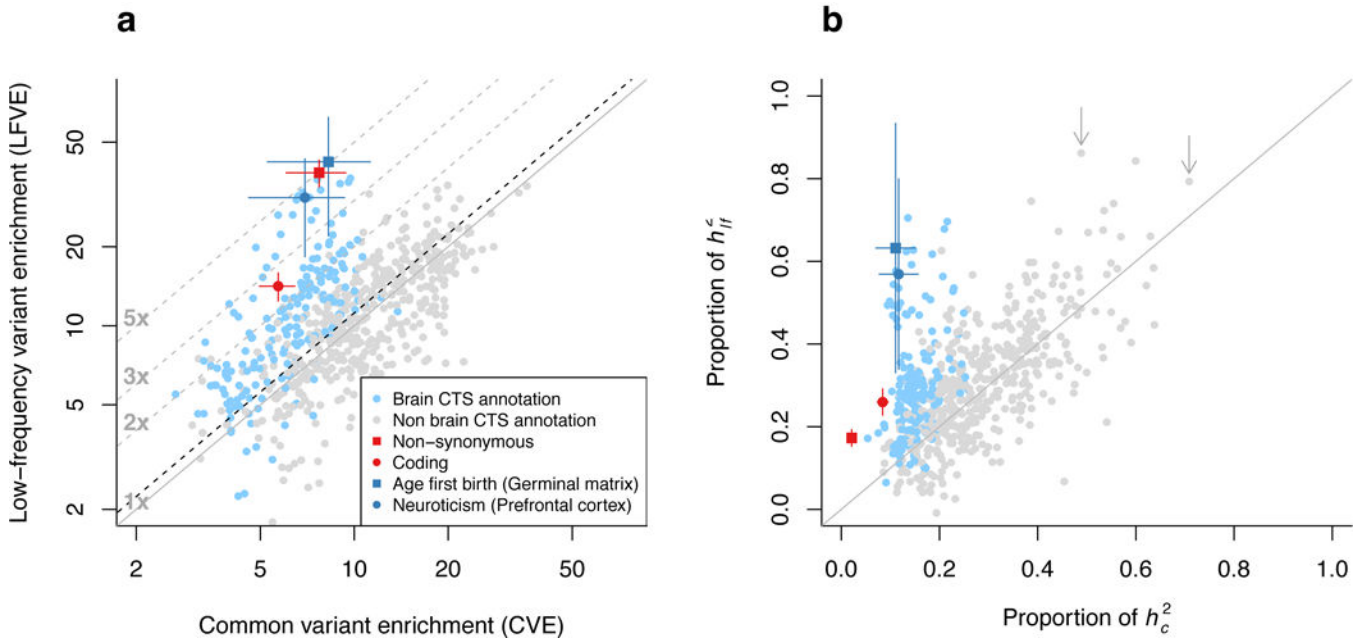 a
Low-frequency variant enrichment (LFVE)
50
20
10
5
2
5x
3x
2x
1x
Brain CTS annotation
Non brain CTS annotation
Non-synonymous
Coding
Age first birth (Germinal matrix)
Neuroticism (Prefrontal cortex)
2 5 10 20 50
Common variant enrichment (CVE)
b
Proportion of h²lf
1.0
0.8
0.6
0.4
0.2
0.0
0.0 0.2 0.4 0.6 0.8 1.0
Proportion of h²c